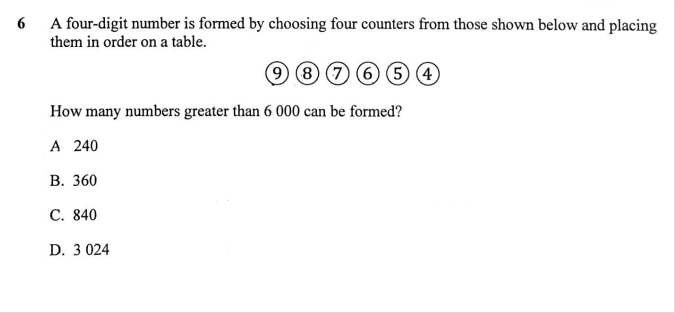 6 A four-digit number is formed by choosing four counters from those shown below and placing
them in order on a table.
9 8 7 6 5 4
How many numbers greater than 6 000 can be formed?
A 240
B. 360
C. 840
D. 3 024